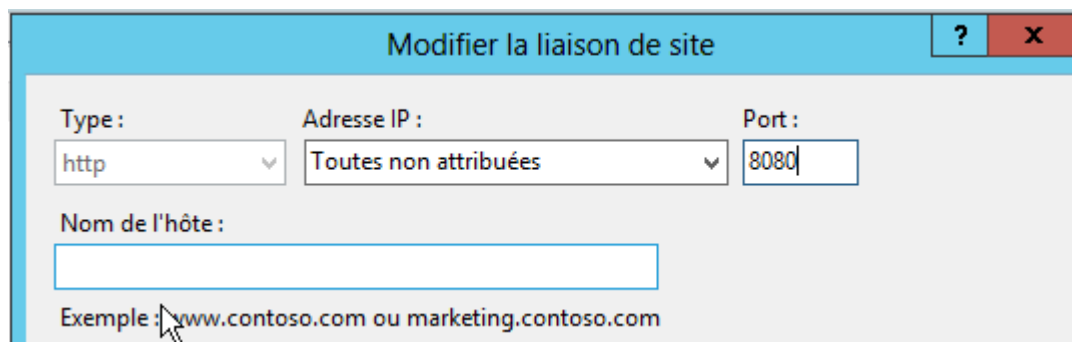 Modifier la liaison de site
? x
Type : Adresse IP : Port :
http Toutes non attribuées 8080
Nom de l'hôte :
Exemple : www.contoso.com ou marketing.contoso.com